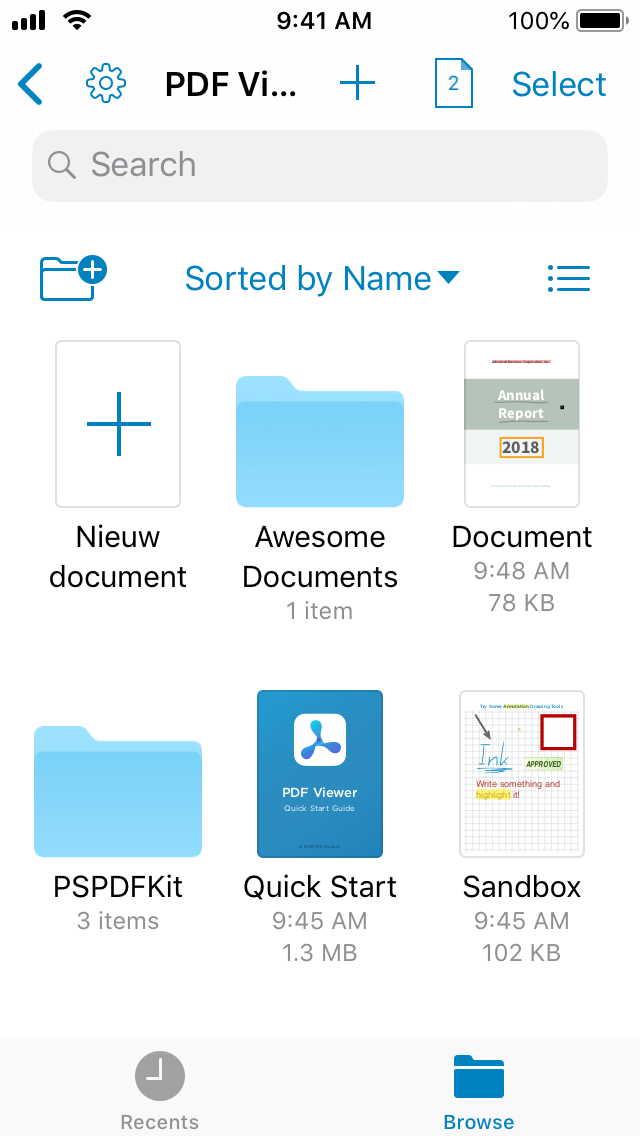 9:41 AM
100%
PDF Vi...
2
Select
Search
Sorted by Name
Annual
Report
2018
Nieuw
document
Awesome
Documents
1 item
Document
9:48 AM
78 KB
PDF Viewer
Quick Start Guide
Try Some Annotation Drawing Tools
Ink
APPROVED
Write something and
highlight it!
PSPDFKit
3 items
Quick Start
9:45 AM
1.3 MB
Sandbox
9:45 AM
102 KB
Recents
Browse